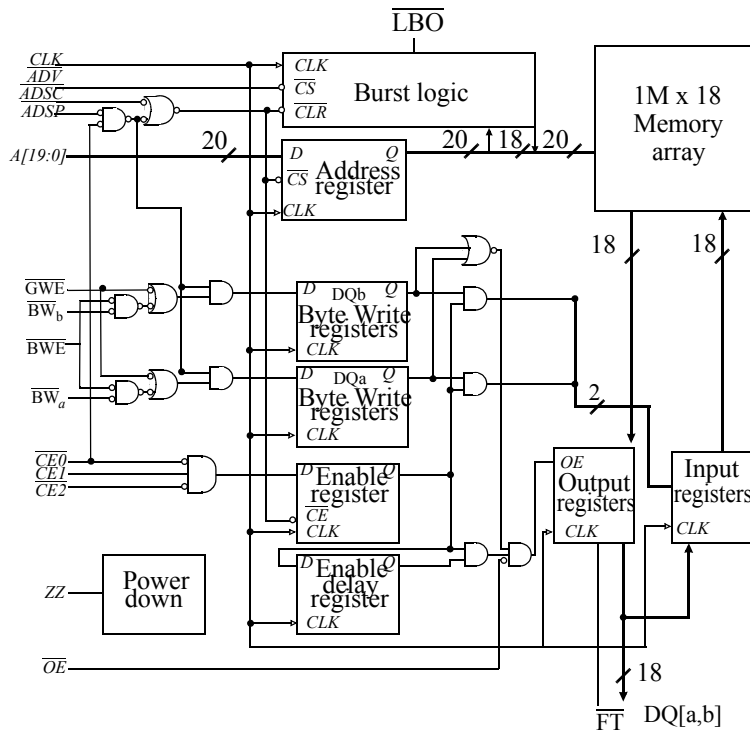 LBO
CLK
ADV
ADSC
ADSP
CLK
CS
CLR
Burst logic
1M x 18
Memory
array
A[19:0]
20
D Q
Address
register
CS
CLK
20 18 20
18 18
GWE
BWb
BWE
BWa
D DQb Q
Byte Write
registers
CLK
D DQa Q
Byte Write
registers
CLK
2
CE0
CE1
CE2
D Q
Enable
register
CE
CLK
OE
Output
registers
CLK
Input
registers
CLK
D Q
Enable
delay
register
CLK
ZZ
Power
down
OE
18
FT DQ[a,b]